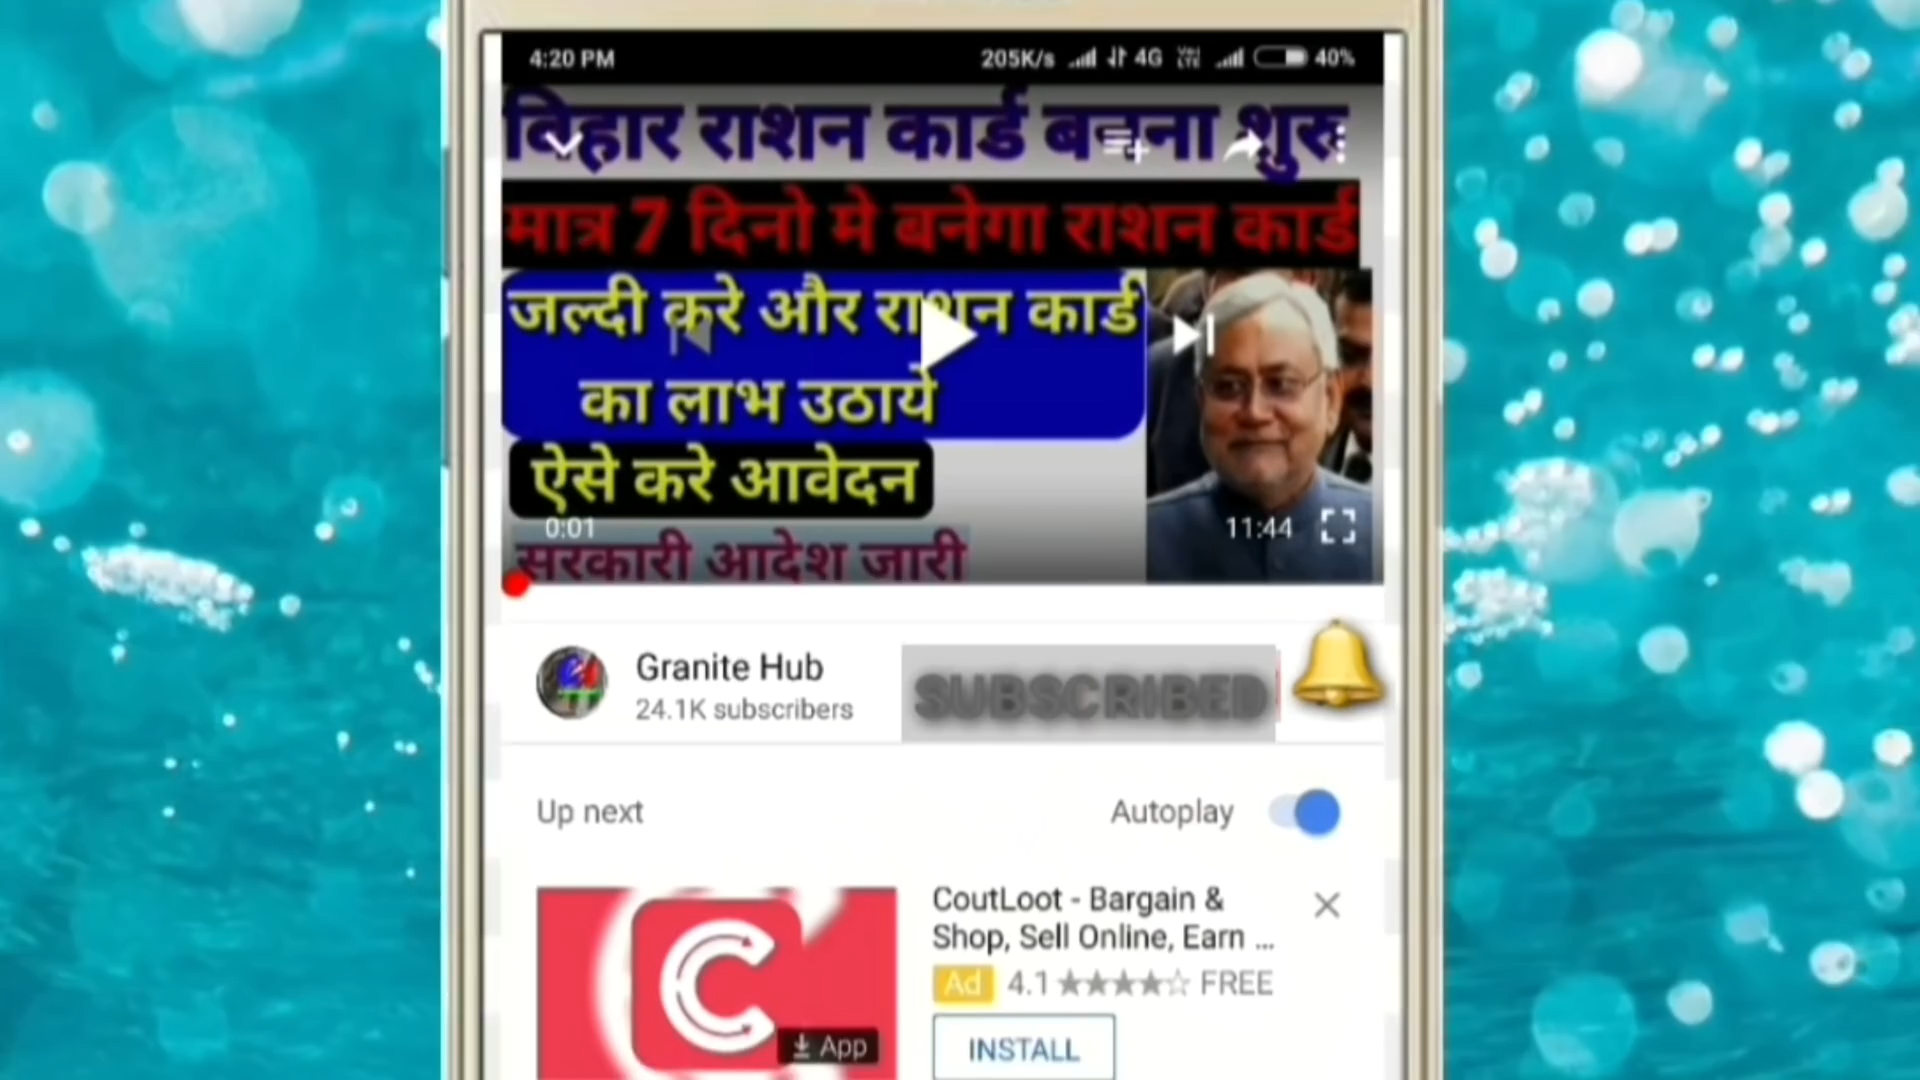 4:20 PM 205K/s 4G 40%
बिहार राशन कार्ड बनना शुरु
मात्र 7 दिनो मे बनेगा राशन कार्ड
जल्दी करे और राशन कार्ड
का लाभ उठाये
ऐसे करे आवेदन
0:01 11:44
सरकारी आदेश जारी
Granite Hub
24.1K subscribers
SUBSCRIBED
Up next Autoplay
CoutLoot - Bargain &
Shop, Sell Online, Earn ...
Ad 4.1 FREE
App
INSTALL